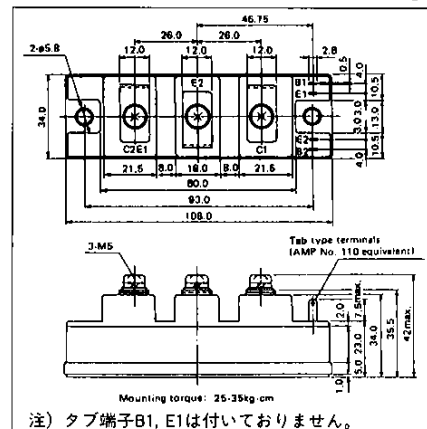 46.75
26.0 26.0
12.0 12.0 12.0 2.8
2-ø5.8
0.5
4.0
10.5
B1
E1
E2
34.0
3.0
3.0
13.0
E2
B2
C2E1 C1
4.0
10.5
21.5 8.0 18.0 8.0 21.5
80.0
93.0
108.0
Tab type terminals
(AMP No. 110 equivalent)
3-M5
2.0
7.5max.
1.0
5.0
23.0
34.0
35.5
42max.
Mounting torque: 25-35kg·cm
注) タブ端子B1, E1は付いておりません。